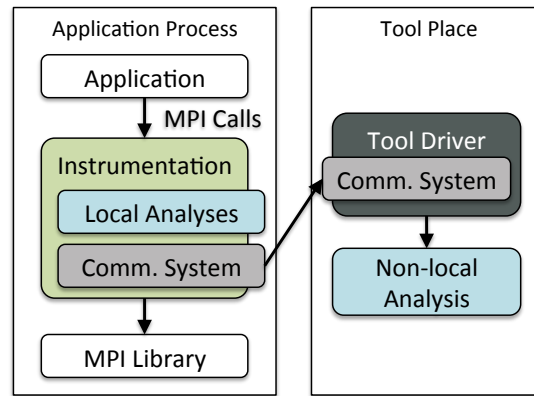 Application Process
Application
MPI Calls
Instrumentation
Local Analyses
Comm. System
MPI Library
Tool Place
Tool Driver
Comm. System
Non-local
Analysis